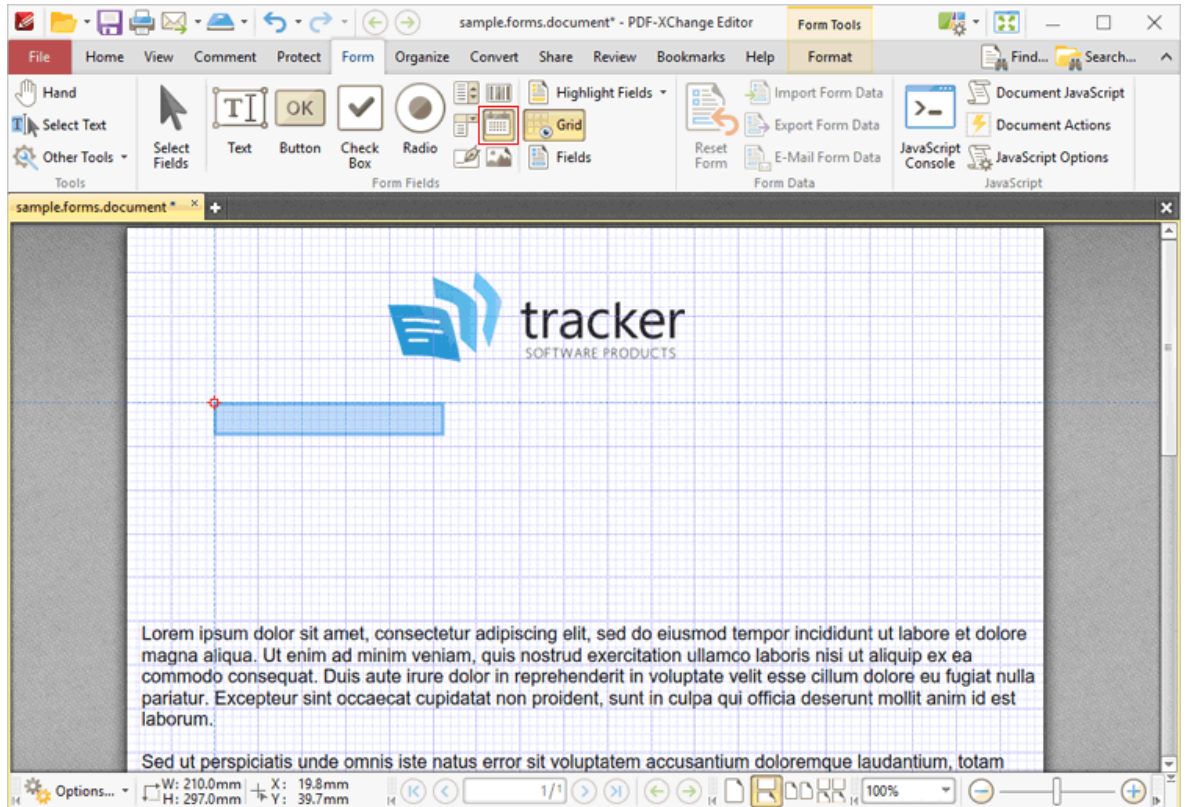 sample.forms.document* - PDF-XChange Editor
Form Tools
File Home View Comment Protect Form Organize Convert Share Review Bookmarks Help Format Find... Search...
Hand
Select Text
Other Tools
Tools
Select Fields
Text
Button
OK
Check Box
Radio
Form Fields
Highlight Fields
Grid
Fields
Reset Form
Import Form Data
Export Form Data
E-Mail Form Data
Form Data
JavaScript Console
Document JavaScript
Document Actions
JavaScript Options
JavaScript
sample.forms.document *
tracker
SOFTWARE PRODUCTS
Lorem ipsum dolor sit amet, consectetur adipiscing elit, sed do eiusmod tempor incididunt ut labore et dolore
magna aliqua. Ut enim ad minim veniam, quis nostrud exercitation ullamco laboris nisi ut aliquip ex ea
commodo consequat. Duis aute irure dolor in reprehenderit in voluptate velit esse cillum dolore eu fugiat nulla
pariatur. Excepteur sint occaecat cupidatat non proident, sunt in culpa qui officia deserunt mollit anim id est
laborum.
Sed ut perspiciatis unde omnis iste natus error sit voluptatem accusantium doloremque laudantium, totam
Options...
W: 210.0mm
H: 297.0mm
X: 19.8mm
Y: 39.7mm
1/1
100%